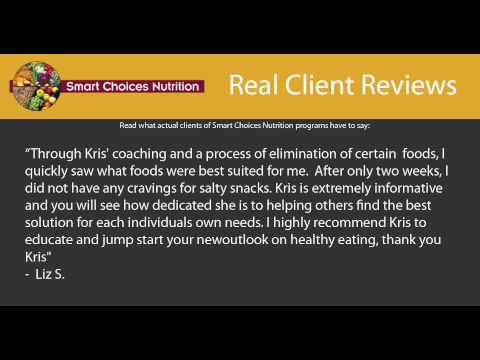 Smart Choices Nutrition
Real Client Reviews
Read what actual clients of Smart Choices Nutrition programs have to say:
“Through Kris' coaching and a process of elimination of certain  foods, I
quickly saw what foods were best suited for me.  After only two weeks, I
did not have any cravings for salty snacks. Kris is extremely informative
and you will see how dedicated she is to helping others find the best
solution for each individuals own needs. I highly recommend Kris to
educate and jump start your newoutlook on healthy eating, thank you
Kris"
-  Liz S.